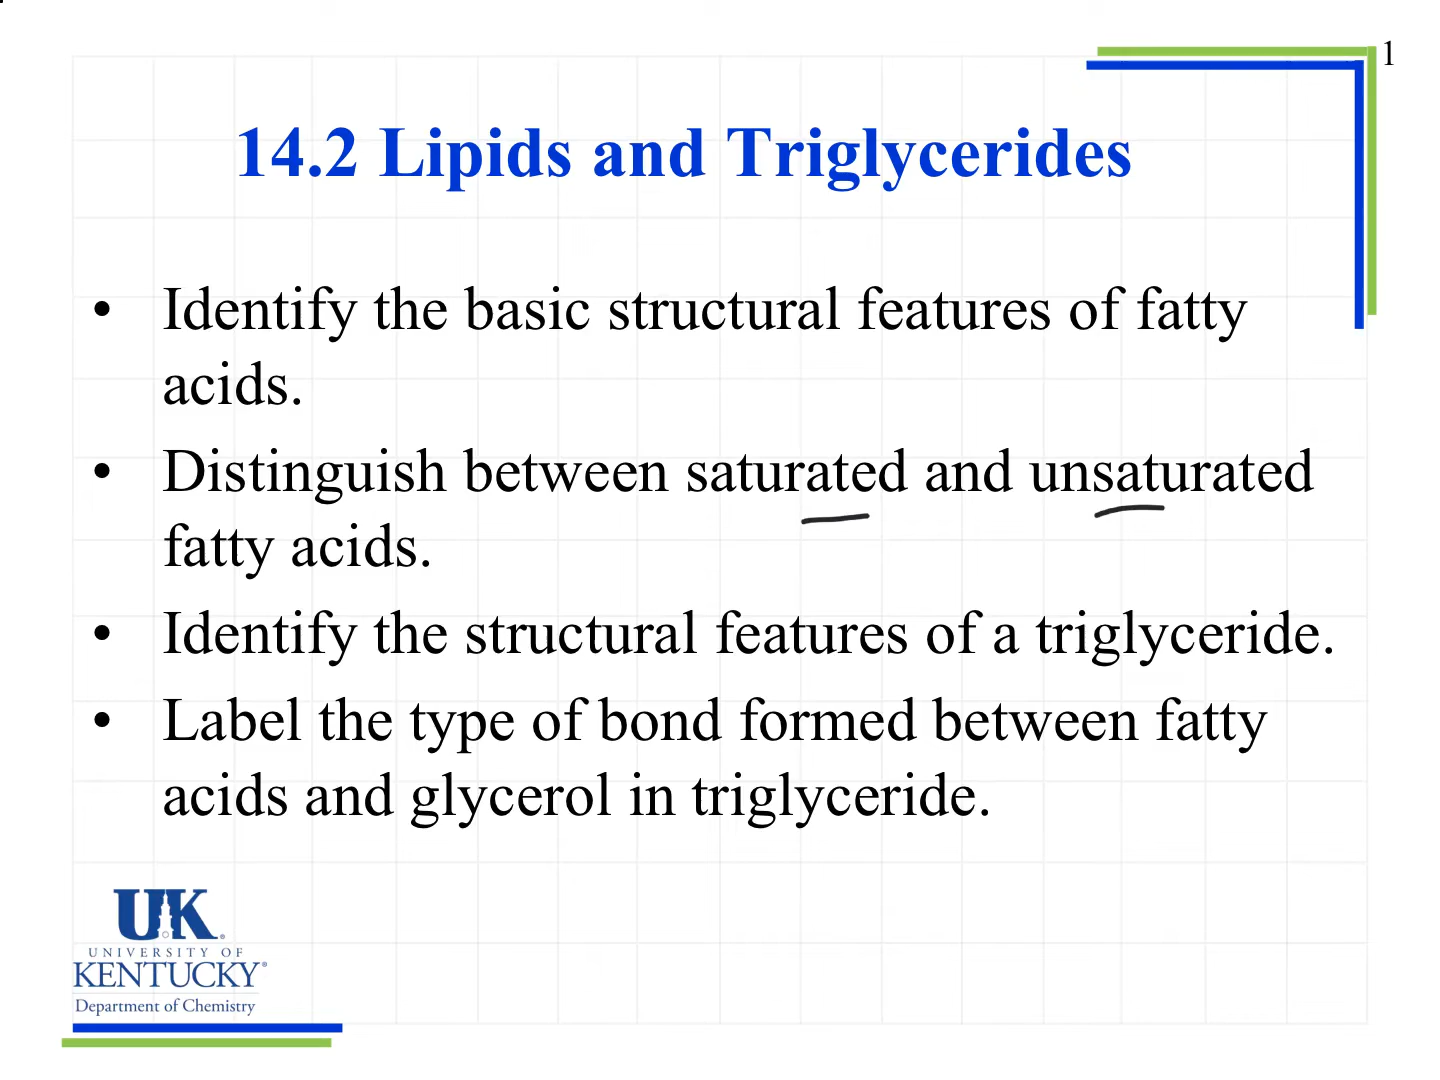 1
14.2 Lipids and Triglycerides
• Identify the basic structural features of fatty
acids.
• Distinguish between saturated and unsaturated
fatty acids.
• Identify the structural features of a triglyceride.
• Label the type of bond formed between fatty
acids and glycerol in triglyceride.
UK®
UNIVERSITY OF
KENTUCKY®
Department of Chemistry